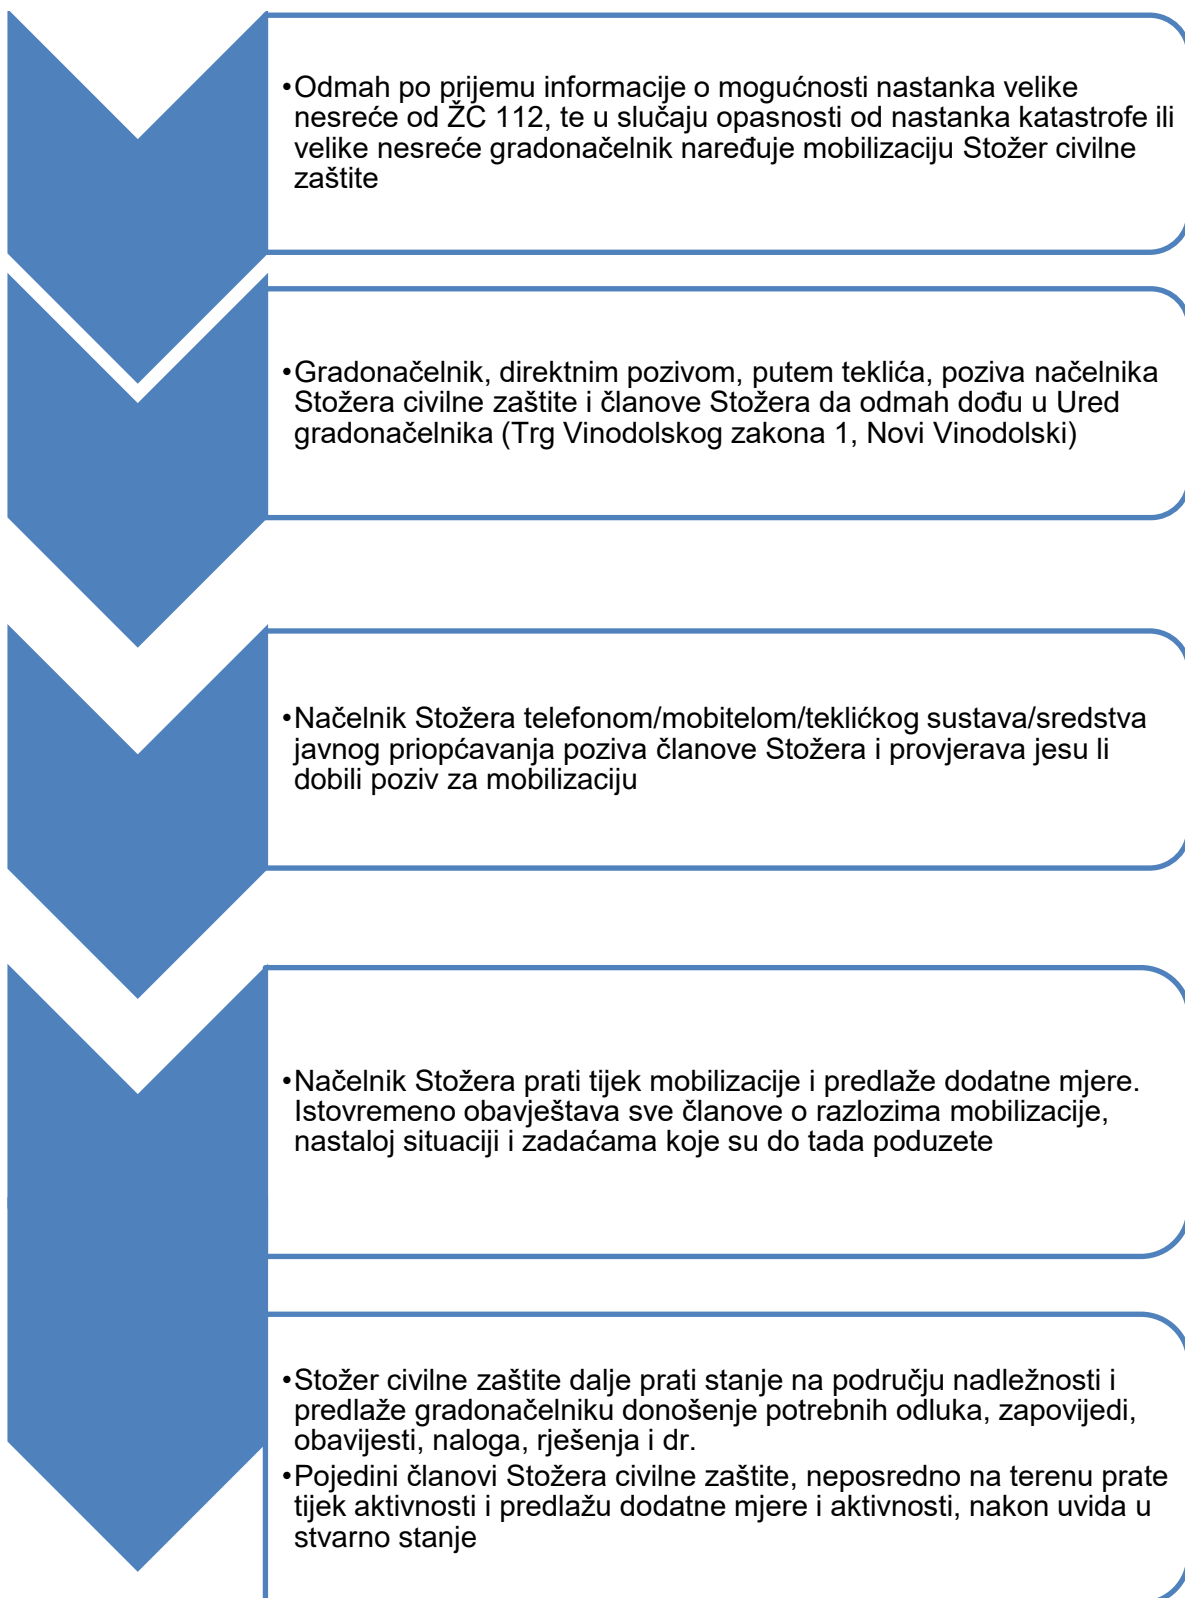 •Odmah po prijemu informacije o mogućnosti nastanka velike
nesreće od ŽC 112, te u slučaju opasnosti od nastanka katastrofe ili
velike nesreće gradonačelnik naređuje mobilizaciju Stožer civilne
zaštite
•Gradonačelnik, direktnim pozivom, putem teklića, poziva načelnika
Stožera civilne zaštite i članove Stožera da odmah dođu u Ured
gradonačelnika (Trg Vinodolskog zakona 1, Novi Vinodolski)
•Načelnik Stožera telefonom/mobitelom/teklićkog sustava/sredstva
javnog priopćavanja poziva članove Stožera i provjerava jesu li
dobili poziv za mobilizaciju
•Načelnik Stožera prati tijek mobilizacije i predlaže dodatne mjere.
Istovremeno obavještava sve članove o razlozima mobilizacije,
nastaloj situaciji i zadaćama koje su do tada poduzete
•Stožer civilne zaštite dalje prati stanje na području nadležnosti i
predlaže gradonačelniku donošenje potrebnih odluka, zapovijedi,
obavijesti, naloga, rješenja i dr.
•Pojedini članovi Stožera civilne zaštite, neposredno na terenu prate
tijek aktivnosti i predlažu dodatne mjere i aktivnosti, nakon uvida u
stvarno stanje